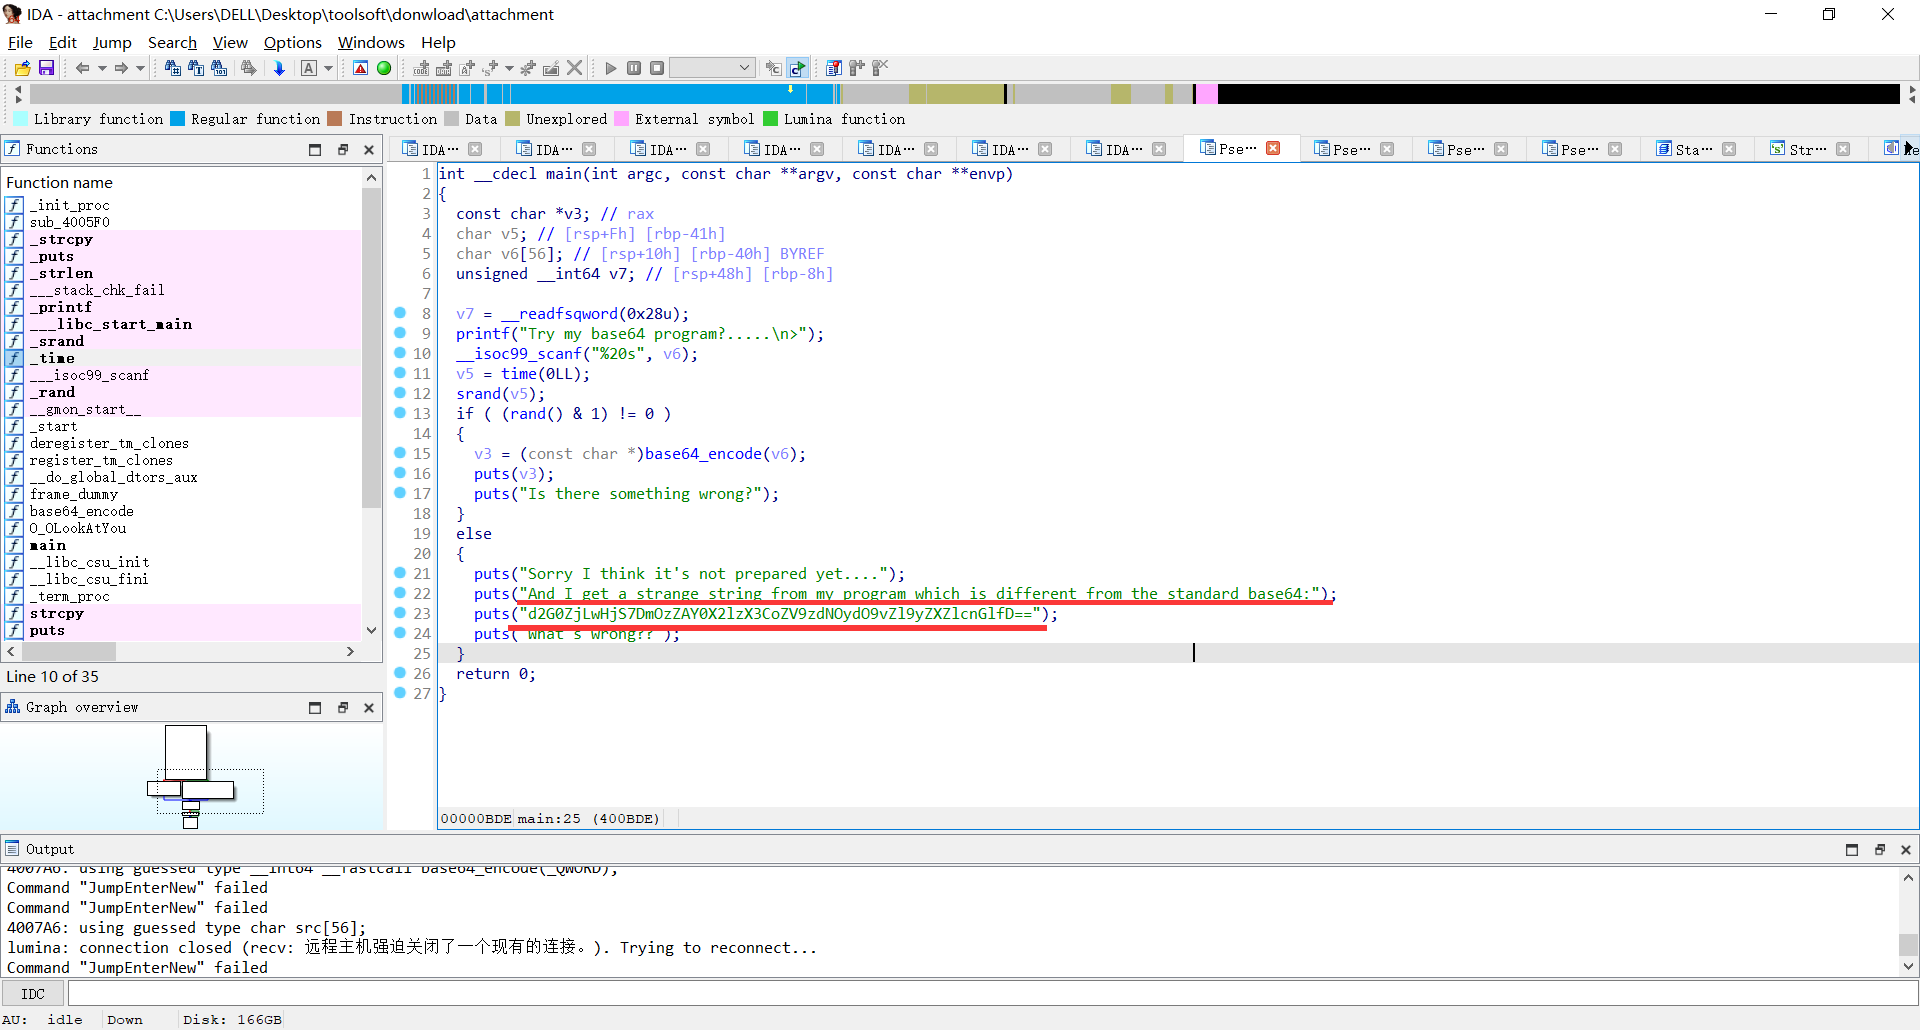 IDA - attachment C:\Users\DELL\Desktop\toolsoft\donwload\attachment
File Edit Jump Search View Options Windows Help
Library function Regular function Instruction Data Unexplored External symbol Lumina function
Functions
IDA··· IDA··· IDA··· IDA··· IDA··· IDA··· IDA··· Pse··· Pse··· Pse··· Pse··· Sta··· Str···
Function name
_init_proc
sub_4005F0
_strcpy
_puts
_strlen
___stack_chk_fail
_printf
___libc_start_main
_srand
_time
___isoc99_scanf
_rand
__gmon_start__
_start
deregister_tm_clones
register_tm_clones
__do_global_dtors_aux
frame_dummy
base64_encode
O_OLookAtYou
main
__libc_csu_init
__libc_csu_fini
_term_proc
strcpy
puts
Line 10 of 35
Graph overview
1 int __cdecl main(int argc, const char **argv, const char **envp)
2 {
3 const char *v3; // rax
4 char v5; // [rsp+Fh] [rbp-41h]
5 char v6[56]; // [rsp+10h] [rbp-40h] BYREF
6 unsigned __int64 v7; // [rsp+48h] [rbp-8h]
7
8 v7 = __readfsqword(0x28u);
9 printf("Try my base64 program?.....\n>");
10 __isoc99_scanf("%20s", v6);
11 v5 = time(0LL);
12 srand(v5);
13 if ( (rand() & 1) != 0 )
14 {
15 v3 = (const char *)base64_encode(v6);
16 puts(v3);
17 puts("Is there something wrong?");
18 }
19 else
20 {
21 puts("Sorry I think it's not prepared yet....");
22 puts("And I get a strange string from my program which is different from the standard base64:");
23 puts("d2G0ZjLwHjS7DmOzZAY0X2lzX3CoZV9zdNOydO9vZl9yZXZlcnGlfD==");
24 puts("What's wrong??");
25 }
26 return 0;
27 }
00000BDE main:25 (400BDE)
Output
4007A6: using guessed type __int64 __fastcall base64_encode(_QWORD);
Command "JumpEnterNew" failed
Command "JumpEnterNew" failed
4007A6: using guessed type char src[56];
lumina: connection closed (recv: 远程主机强迫关闭了一个现有的连接。). Trying to reconnect...
Command "JumpEnterNew" failed
IDC
AU: idle Down Disk: 166GB